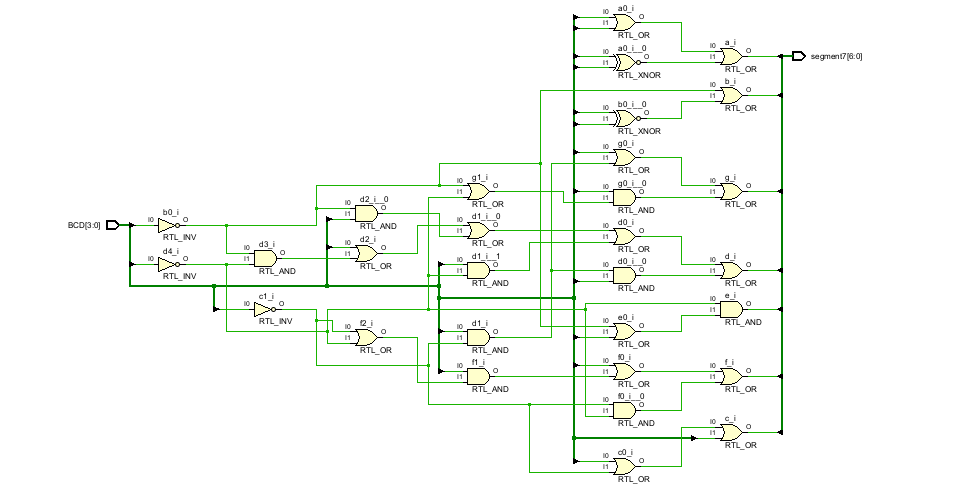 a0_i
I0 O
I1
RTL_OR
a0_i__0
I0 O
I1
RTL_XNOR
a_i
I0 O
I1
RTL_OR
segment7[6:0]
b_i
I0 O
I1
RTL_OR
b0_i__0
I0 O
I1
RTL_XNOR
g0_i
I0 O
I1
RTL_OR
g1_i
I0 O
I1
RTL_OR
g0_i__0
I0 O
I1
RTL_AND
g_i
I0 O
I1
RTL_OR
BCD[3:0]
b0_i
I0 O
RTL_INV
d2_i__0
I0 O
I1
RTL_AND
d1_i__0
I0 O
I1
RTL_OR
d0_i
I0 O
I1
RTL_OR
d4_i
I0 O
RTL_INV
d3_i
I0 O
I1
RTL_AND
d2_i
I0 O
I1
RTL_OR
d1_i__1
I0 O
I1
RTL_AND
d0_i__0
I0 O
I1
RTL_AND
d_i
I0 O
I1
RTL_OR
c1_i
I0 O
RTL_INV
e_i
I0 O
I1
RTL_AND
f2_i
I0 O
I1
RTL_OR
d1_i
I0 O
I1
RTL_AND
e0_i
I0 O
I1
RTL_OR
f1_i
I0 O
I1
RTL_AND
f0_i
I0 O
I1
RTL_OR
f_i
I0 O
I1
RTL_OR
f0_i__0
I0 O
I1
RTL_AND
c_i
I0 O
I1
RTL_OR
c0_i
I0 O
I1
RTL_OR